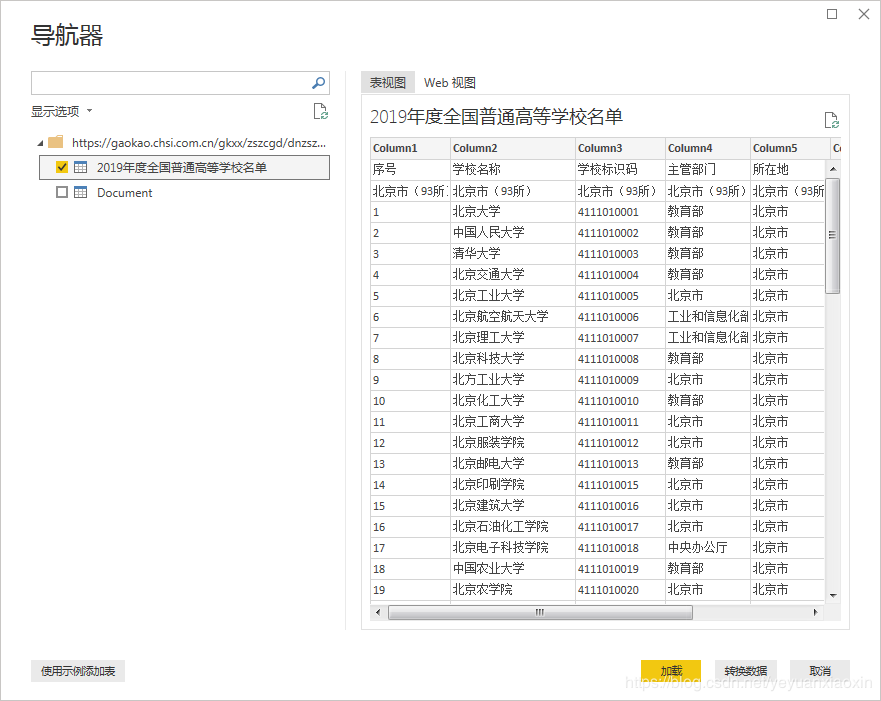 导航器
显示选项
https://gaokao.chsi.com.cn/gkxx/zszcgd/dnzsz...
2019年度全国普通高等学校名单
Document
表视图 Web 视图
2019年度全国普通高等学校名单
Column1 Column2 Column3 Column4 Column5 Co
序号 学校名称 学校标识码 主管部门 所在地
北京市（93所） 北京市（93所） 北京市（93所） 北京市（93所） 北京市（93所
1 北京大学 4111010001 教育部 北京市
2 中国人民大学 4111010002 教育部 北京市
3 清华大学 4111010003 教育部 北京市
4 北京交通大学 4111010004 教育部 北京市
5 北京工业大学 4111010005 北京市 北京市
6 北京航空航天大学 4111010006 工业和信息化部 北京市
7 北京理工大学 4111010007 工业和信息化部 北京市
8 北京科技大学 4111010008 教育部 北京市
9 北方工业大学 4111010009 北京市 北京市
10 北京化工大学 4111010010 教育部 北京市
11 北京工商大学 4111010011 北京市 北京市
12 北京服装学院 4111010012 北京市 北京市
13 北京邮电大学 4111010013 教育部 北京市
14 北京印刷学院 4111010015 北京市 北京市
15 北京建筑大学 4111010016 北京市 北京市
16 北京石油化工学院 4111010017 北京市 北京市
17 北京电子科技学院 4111010018 中央办公厅 北京市
18 中国农业大学 4111010019 教育部 北京市
19 北京农学院 4111010020 北京市 北京市
使用示例添加表 加载 转换数据 取消
https://blog.csdn.net/yeyuanxiaoxin